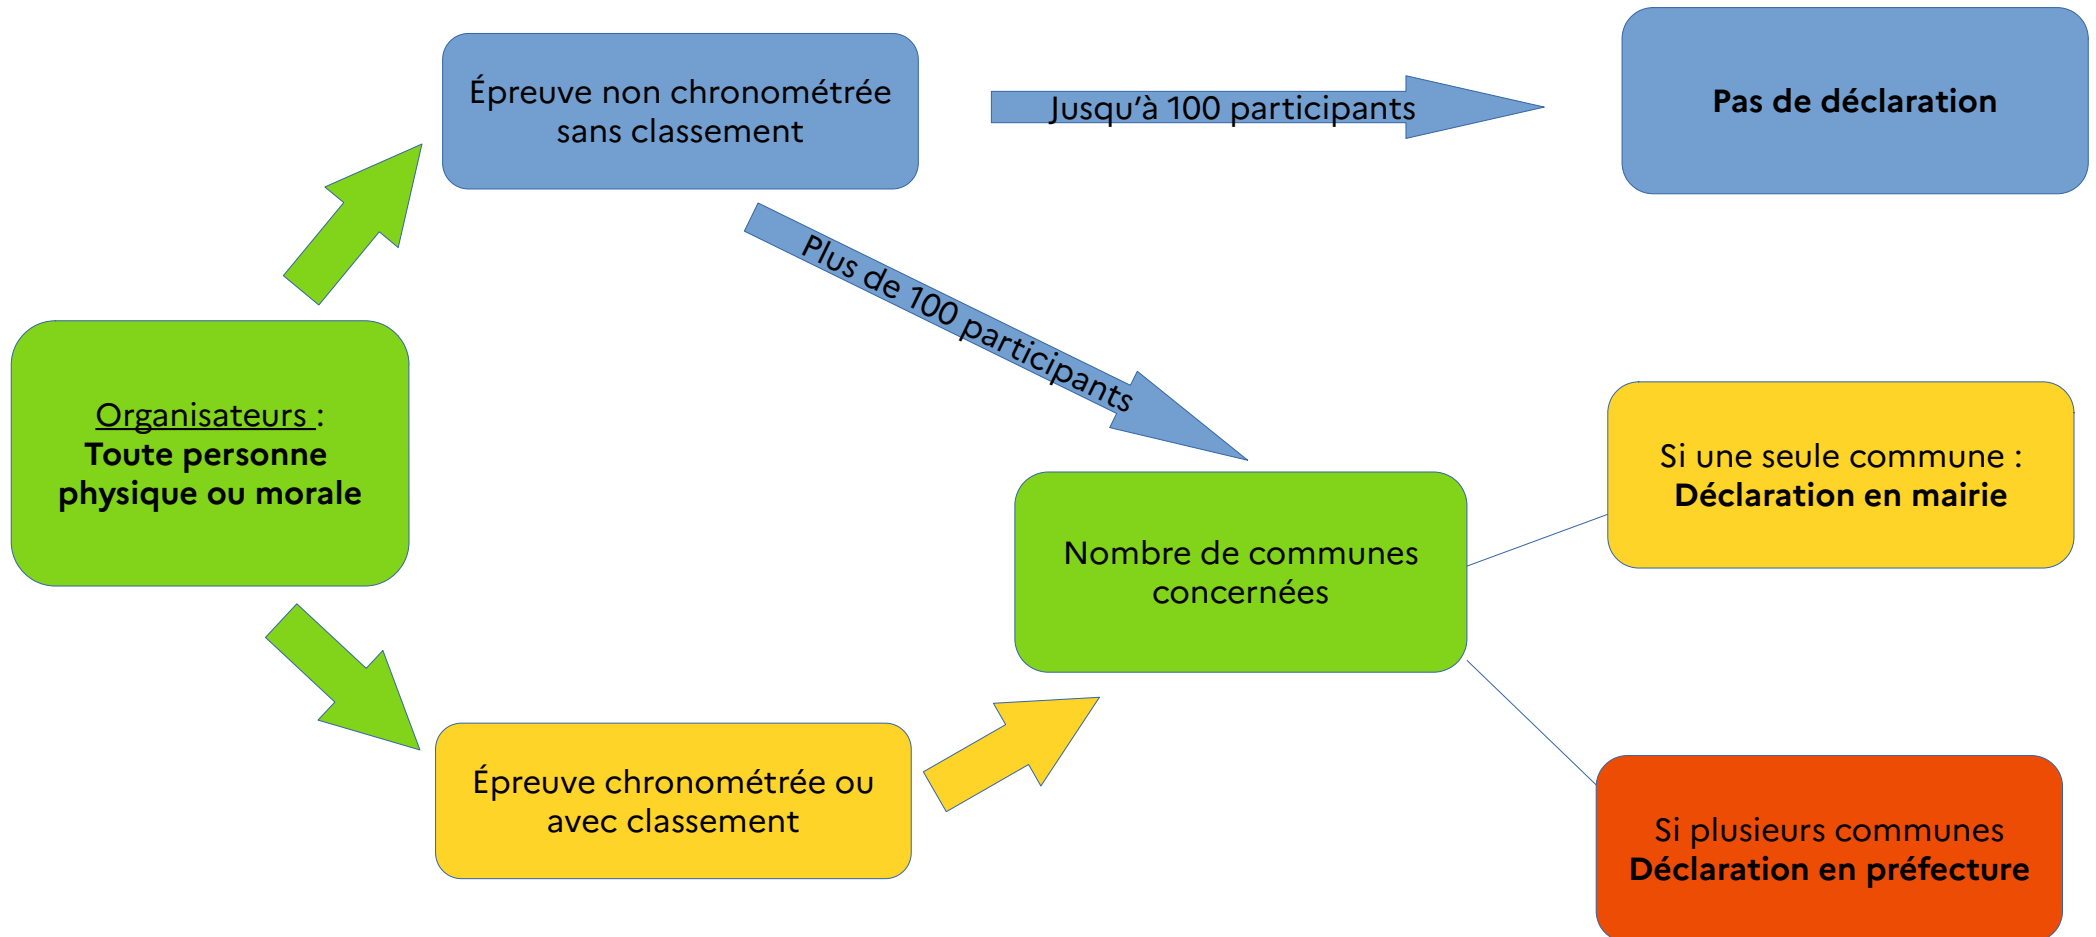 Épreuve non chronométrée
sans classement
Jusqu'à 100 participants
Pas de déclaration
Plus de 100 participants
Organisateurs :
Toute personne
physique ou morale
Nombre de communes
concernées
Si une seule commune :
Déclaration en mairie
Épreuve chronométrée ou
avec classement
Si plusieurs communes
Déclaration en préfecture